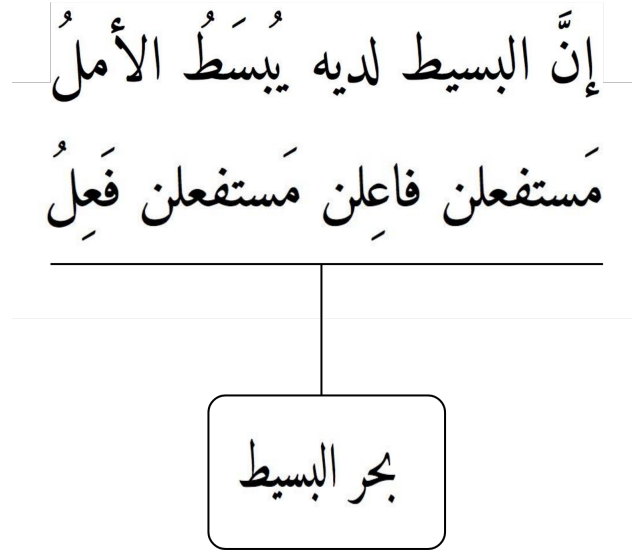 إنَّ البسيط لديه يُبسَطُ الأملُ
مَستفعلن فاعِلن مَستفعلن فَعِلُ
بحر البسيط